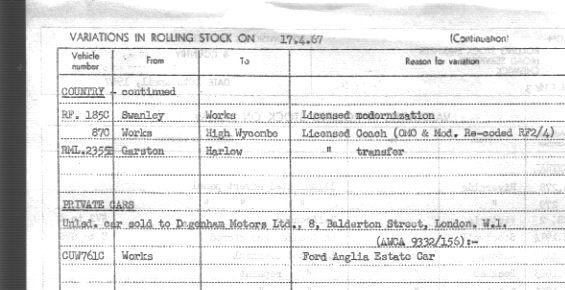 VARIATIONS IN ROLLING STOCK ON 17.4.67 (Continuation)
Vehicle number From To Reason for variation
COUNTRY - continued
RF. 185C Swanley Works Licensed modernization
87C Works High Wycombe Licensed Coach (OMO & Mod. Re-coded RF2/4)
RML.2355 Garston Harlow " transfer
PRIVATE CARS
Unlsd. car sold to Dagenham Motors Ltd., 8, Balderton Street, London. W.1.
(AWCA 9332/156):-
CUW761C Works Ford Anglia Estate Car